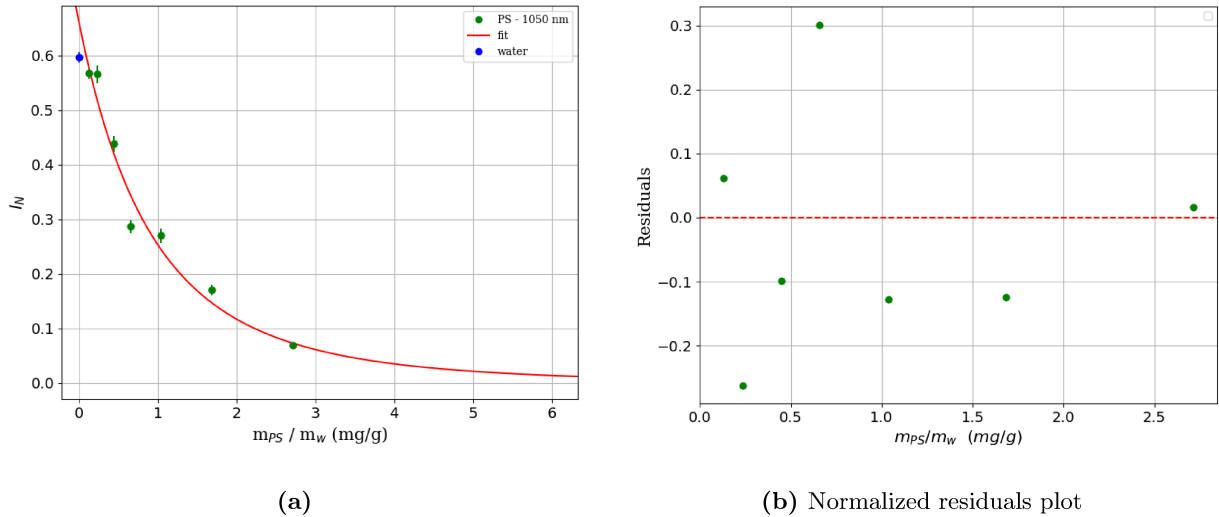 PS - 1050 nm
fit
water
0.6
0.5
0.4
0.3
0.2
0.1
0.0
I_N
0 1 2 3 4 5 6
m_PS / m_w (mg/g)
(a)
0.3
0.2
0.1
0.0
−0.1
−0.2
Residuals
0.0 0.5 1.0 1.5 2.0 2.5
m_PS/m_w (mg/g)
(b) Normalized residuals plot